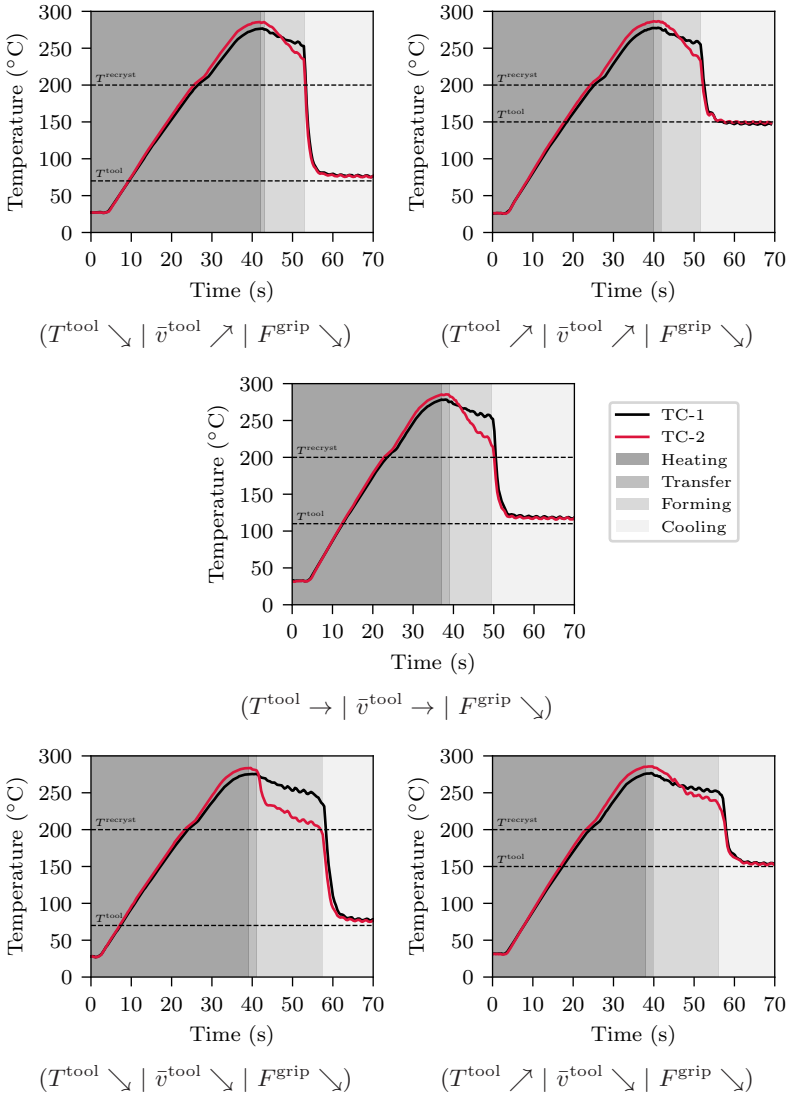 300
250
200
150
100
50
0
Temperature (°C)
T^recryst
T^tool
0 10 20 30 40 50 60 70
Time (s)
(T^tool ↘ | v̄^tool ↗ | F^grip ↘)
300
250
200
150
100
50
0
Temperature (°C)
T^recryst
T^tool
0 10 20 30 40 50 60 70
Time (s)
(T^tool ↗ | v̄^tool ↗ | F^grip ↘)
300
250
200
150
100
50
0
Temperature (°C)
T^recryst
T^tool
0 10 20 30 40 50 60 70
Time (s)
(T^tool → | v̄^tool → | F^grip ↘)
TC-1
TC-2
Heating
Transfer
Forming
Cooling
300
250
200
150
100
50
0
Temperature (°C)
T^recryst
T^tool
0 10 20 30 40 50 60 70
Time (s)
(T^tool ↘ | v̄^tool ↘ | F^grip ↘)
300
250
200
150
100
50
0
Temperature (°C)
T^recryst
T^tool
0 10 20 30 40 50 60 70
Time (s)
(T^tool ↗ | v̄^tool ↘ | F^grip ↘)